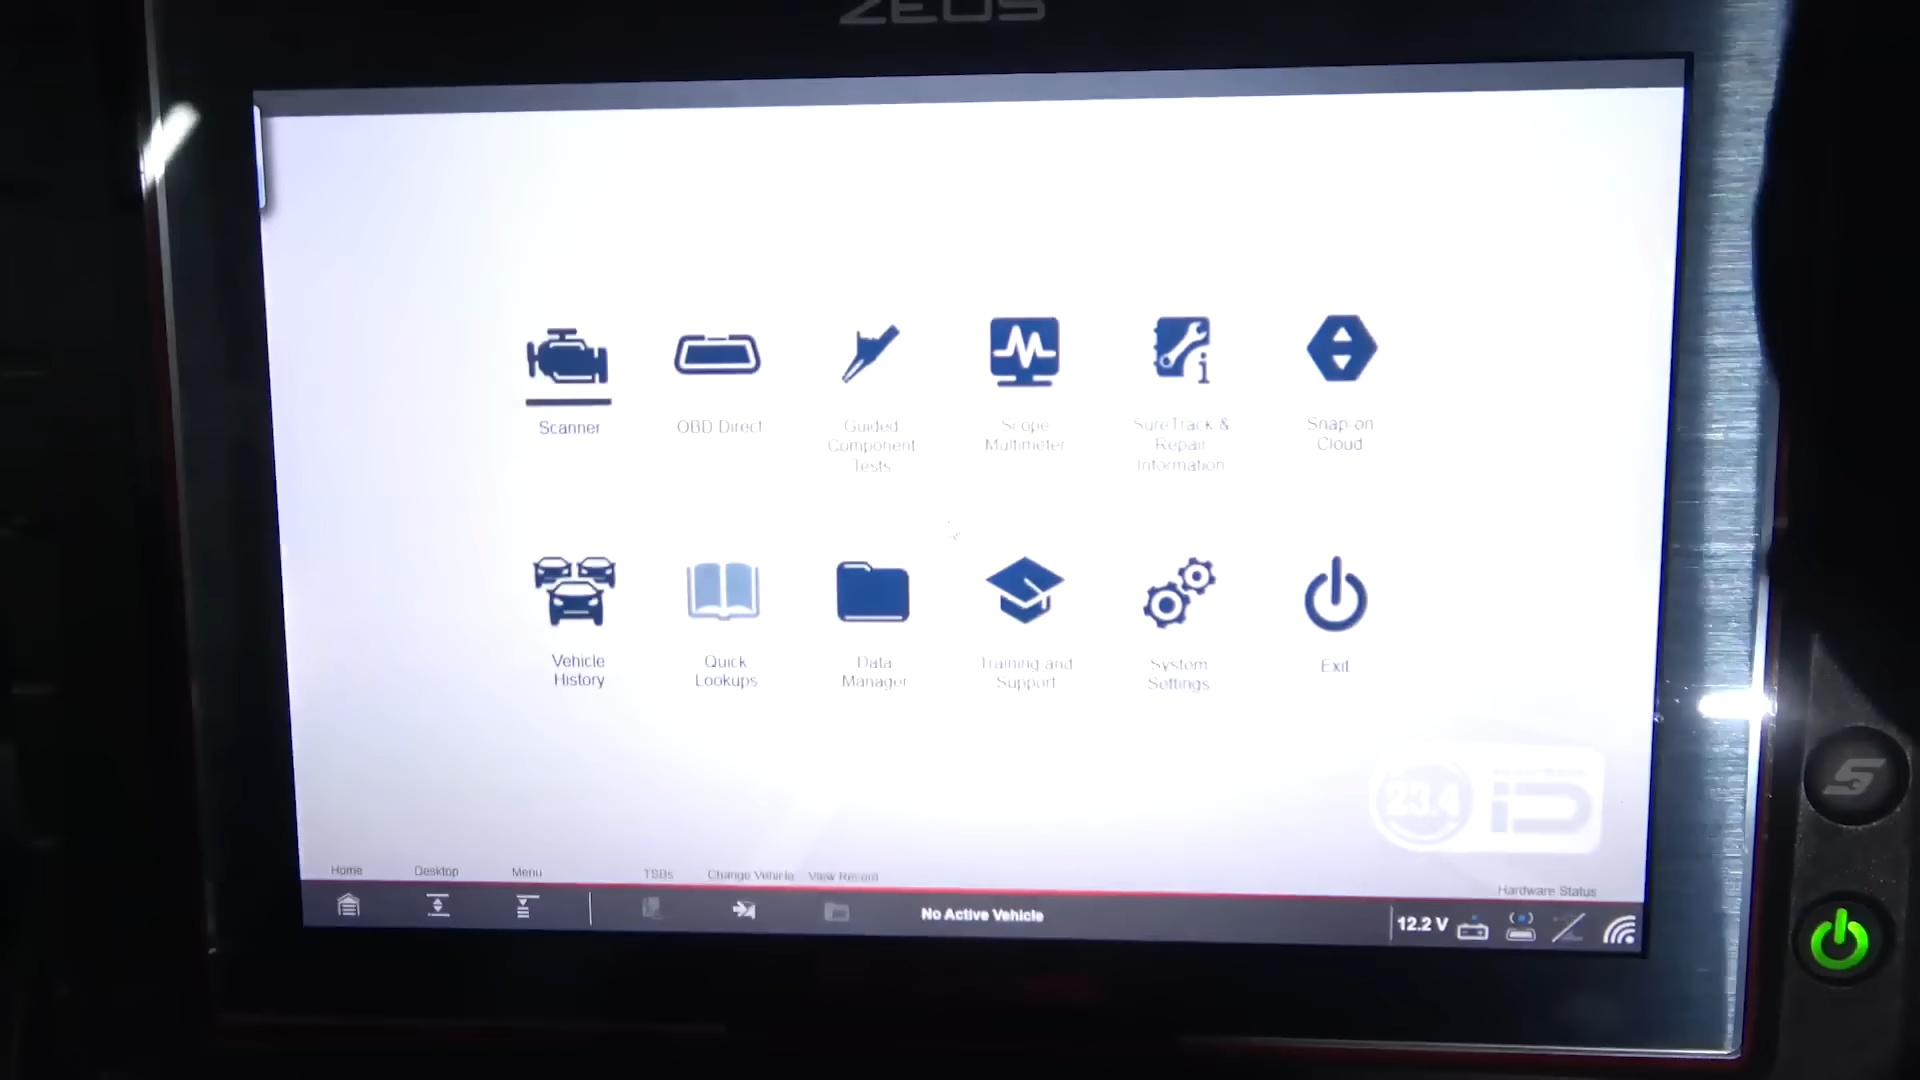 ZEUS
Scanner
OBD Direct
Guided
Component
Tests
Scope
Multimeter
SureTrack &
Repair
Information
Snap-on
Cloud
Vehicle
History
Quick
Lookups
Data
Manager
Training and
Support
System
Settings
Exit
23.4
iD
Home
Desktop
Menu
TSBs
Change Vehicle
View Record
Hardware Status
No Active Vehicle
12.2 V